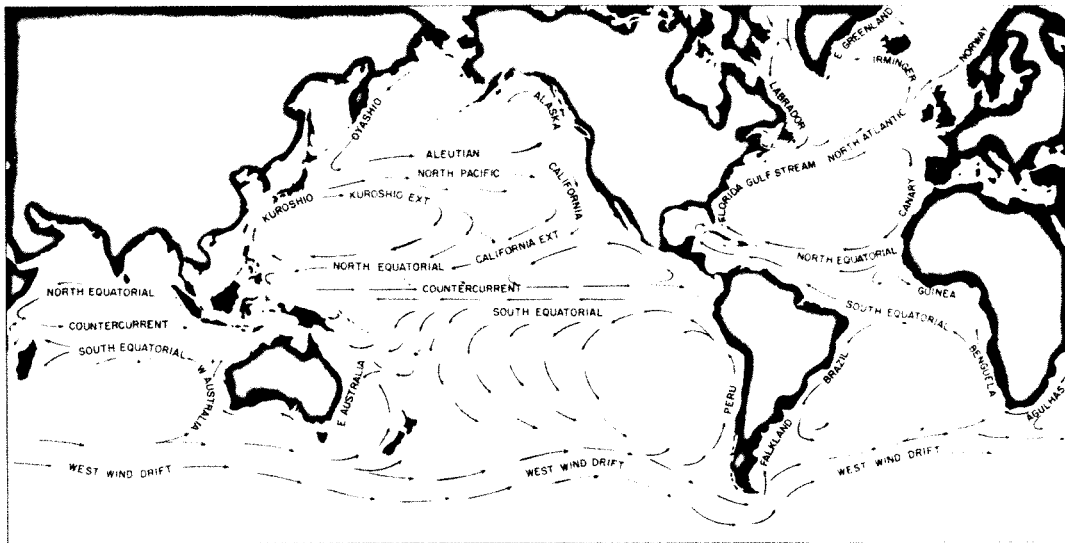 OYASHIO
ALASKA
ALEUTIAN
NORTH PACIFIC
KUROSHIO
KUROSHIO EXT
CALIFORNIA
CALIFORNIA EXT
NORTH EQUATORIAL
COUNTERCURRENT
SOUTH EQUATORIAL
NORTH EQUATORIAL
COUNTERCURRENT
SOUTH EQUATORIAL
W AUSTRALIA
E AUSTRALIA
WEST WIND DRIFT
WEST WIND DRIFT
PERU
FALKLAND
BRAZIL
WEST WIND DRIFT
E GREENLAND
IRMINGER
NORWAY
LABRADOR
NORTH ATLANTIC
GULF STREAM
FLORIDA
CANARY
NORTH EQUATORIAL
GUINEA
SOUTH EQUATORIAL
BENGUELA
AGULHAS